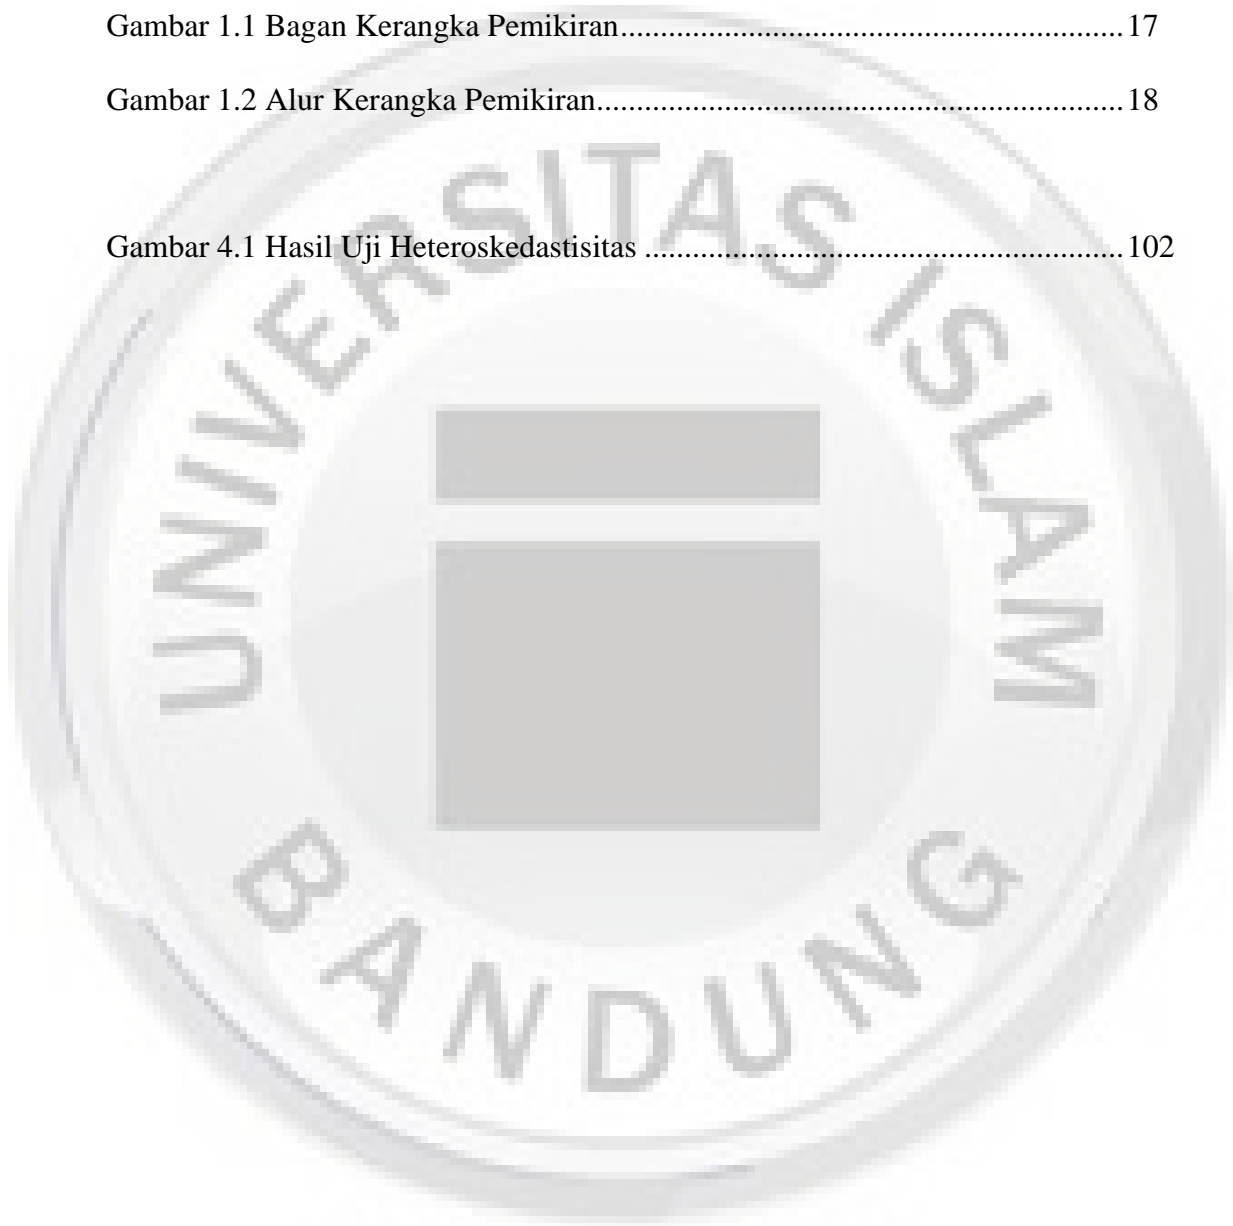 Gambar 1.1 Bagan Kerangka Pemikiran.................................................................17
Gambar 1.2 Alur Kerangka Pemikiran....................................................................18
Gambar 4.1 Hasil Uji Heteroskedastisitas ..............................................................102
UNIVERSITAS ISLAM
BANDUNG